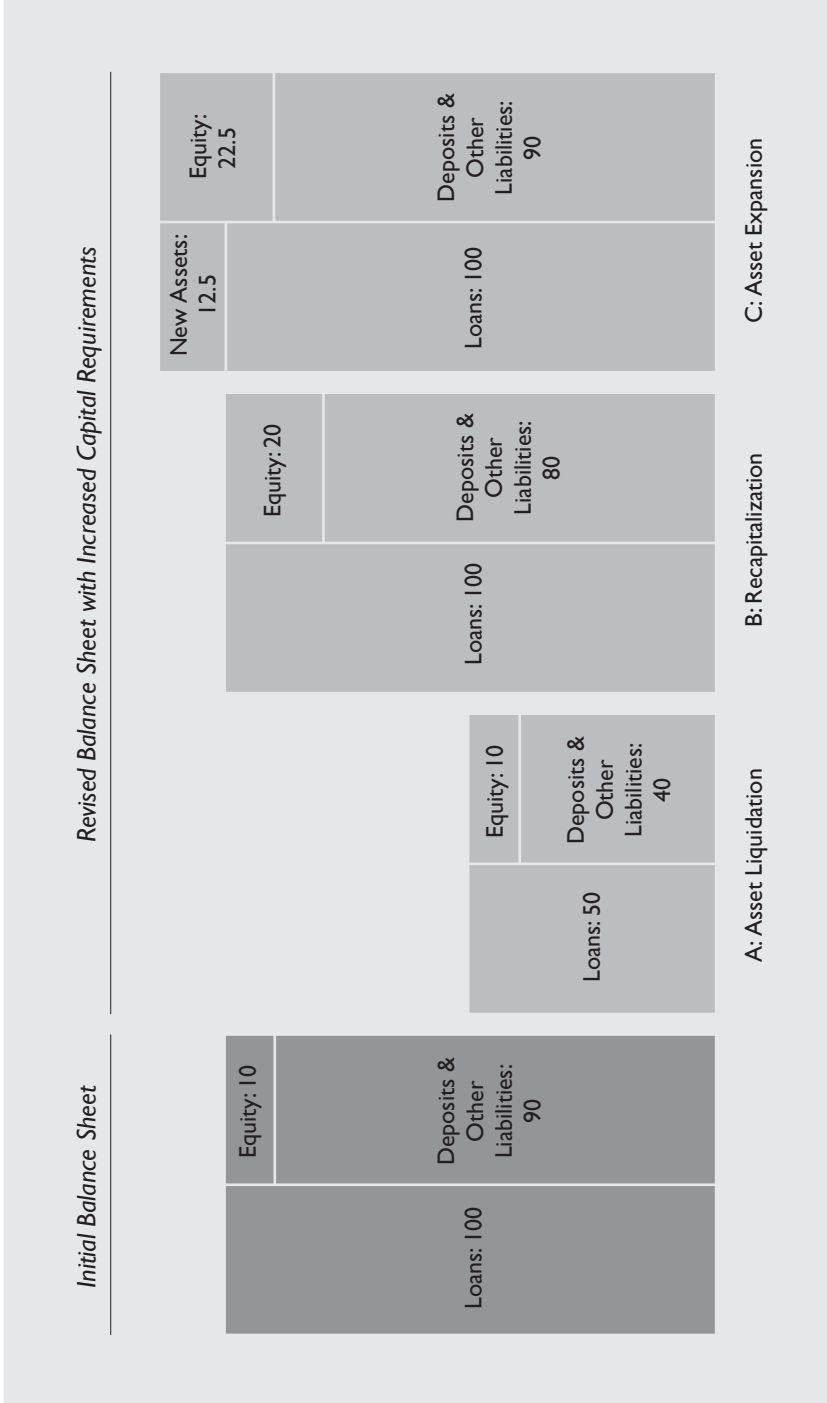 Initial Balance Sheet
Revised Balance Sheet with Increased Capital Requirements
Loans: 100
Equity: 10
Deposits &
Other
Liabilities:
90
Loans: 50
Equity: 10
Deposits &
Other
Liabilities:
40
A: Asset Liquidation
Loans: 100
Equity: 20
Deposits &
Other
Liabilities:
80
B: Recapitalization
New Assets:
12.5
Loans: 100
Equity:
22.5
Deposits &
Other
Liabilities:
90
C: Asset Expansion